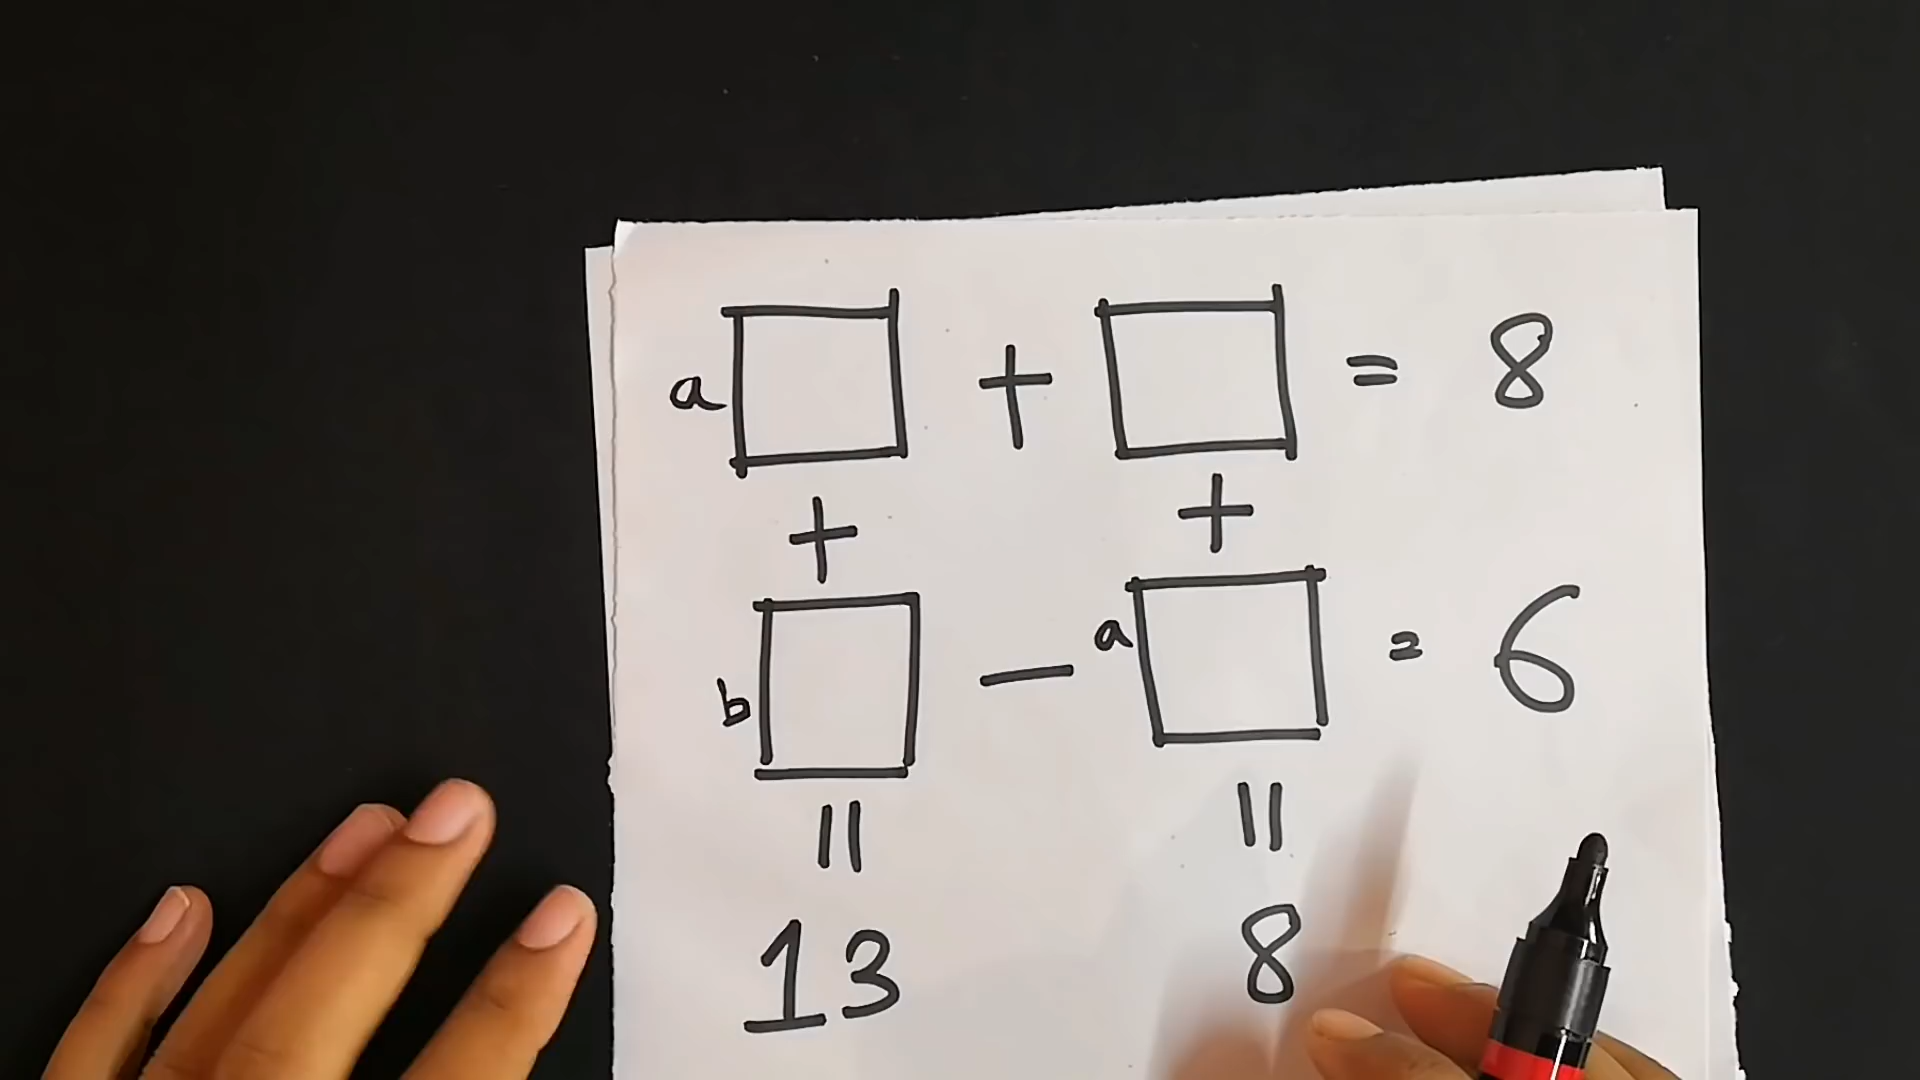 a □ + □ = 8
+ +
b □ - a □ = 6
= =
13 8